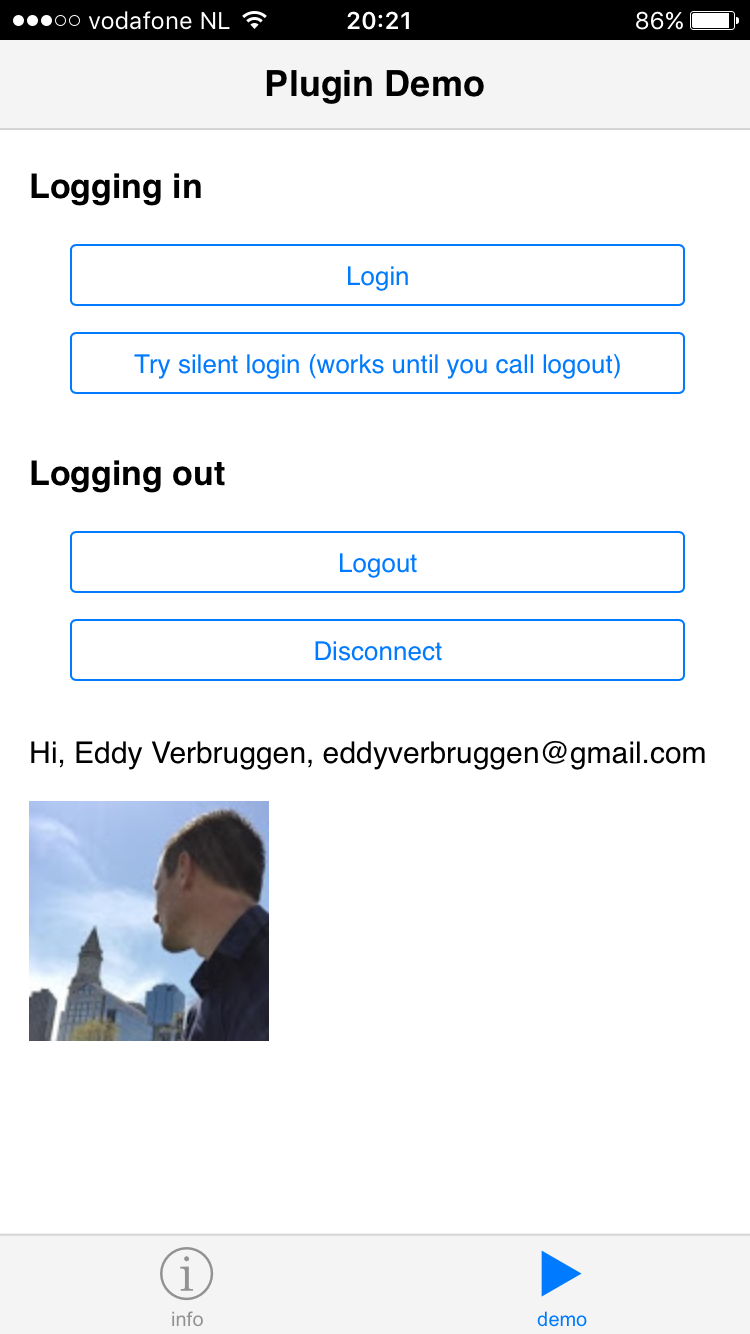 vodafone NL 20:21 86%
Plugin Demo
Logging in
Login
Try silent login (works until you call logout)
Logging out
Logout
Disconnect
Hi, Eddy Verbruggen, eddyverbruggen@gmail.com
info demo